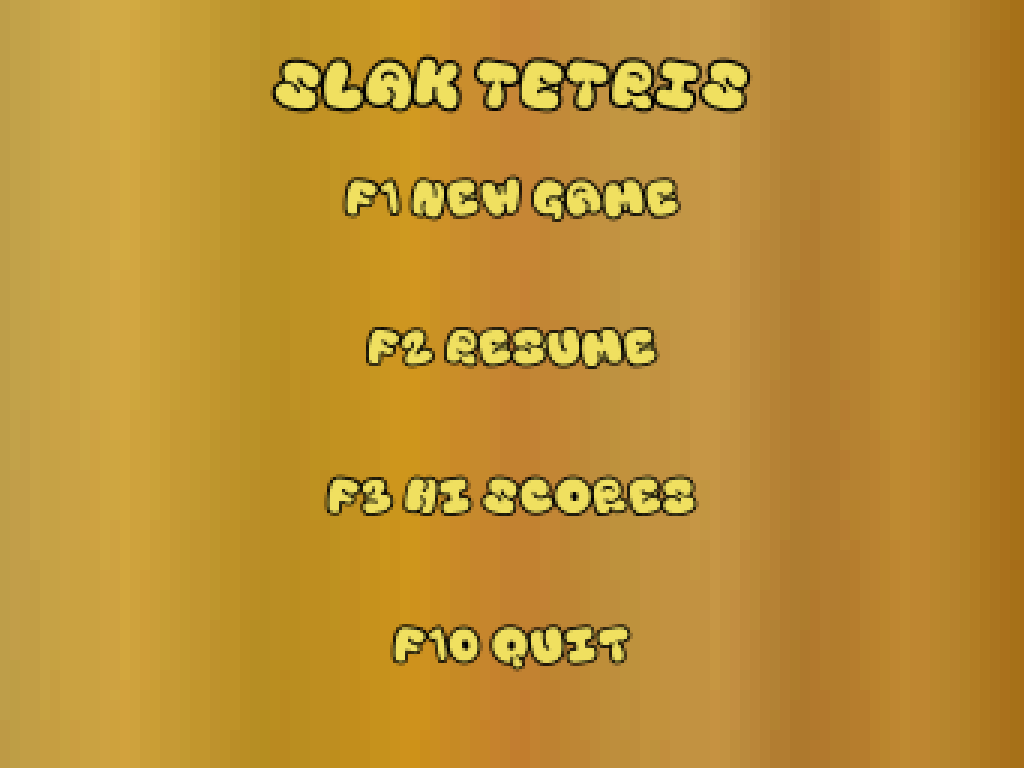 SLAK TETRIS
F1 NEW GAME
F2 RESUME
F3 HI SCORES
F10 QUIT